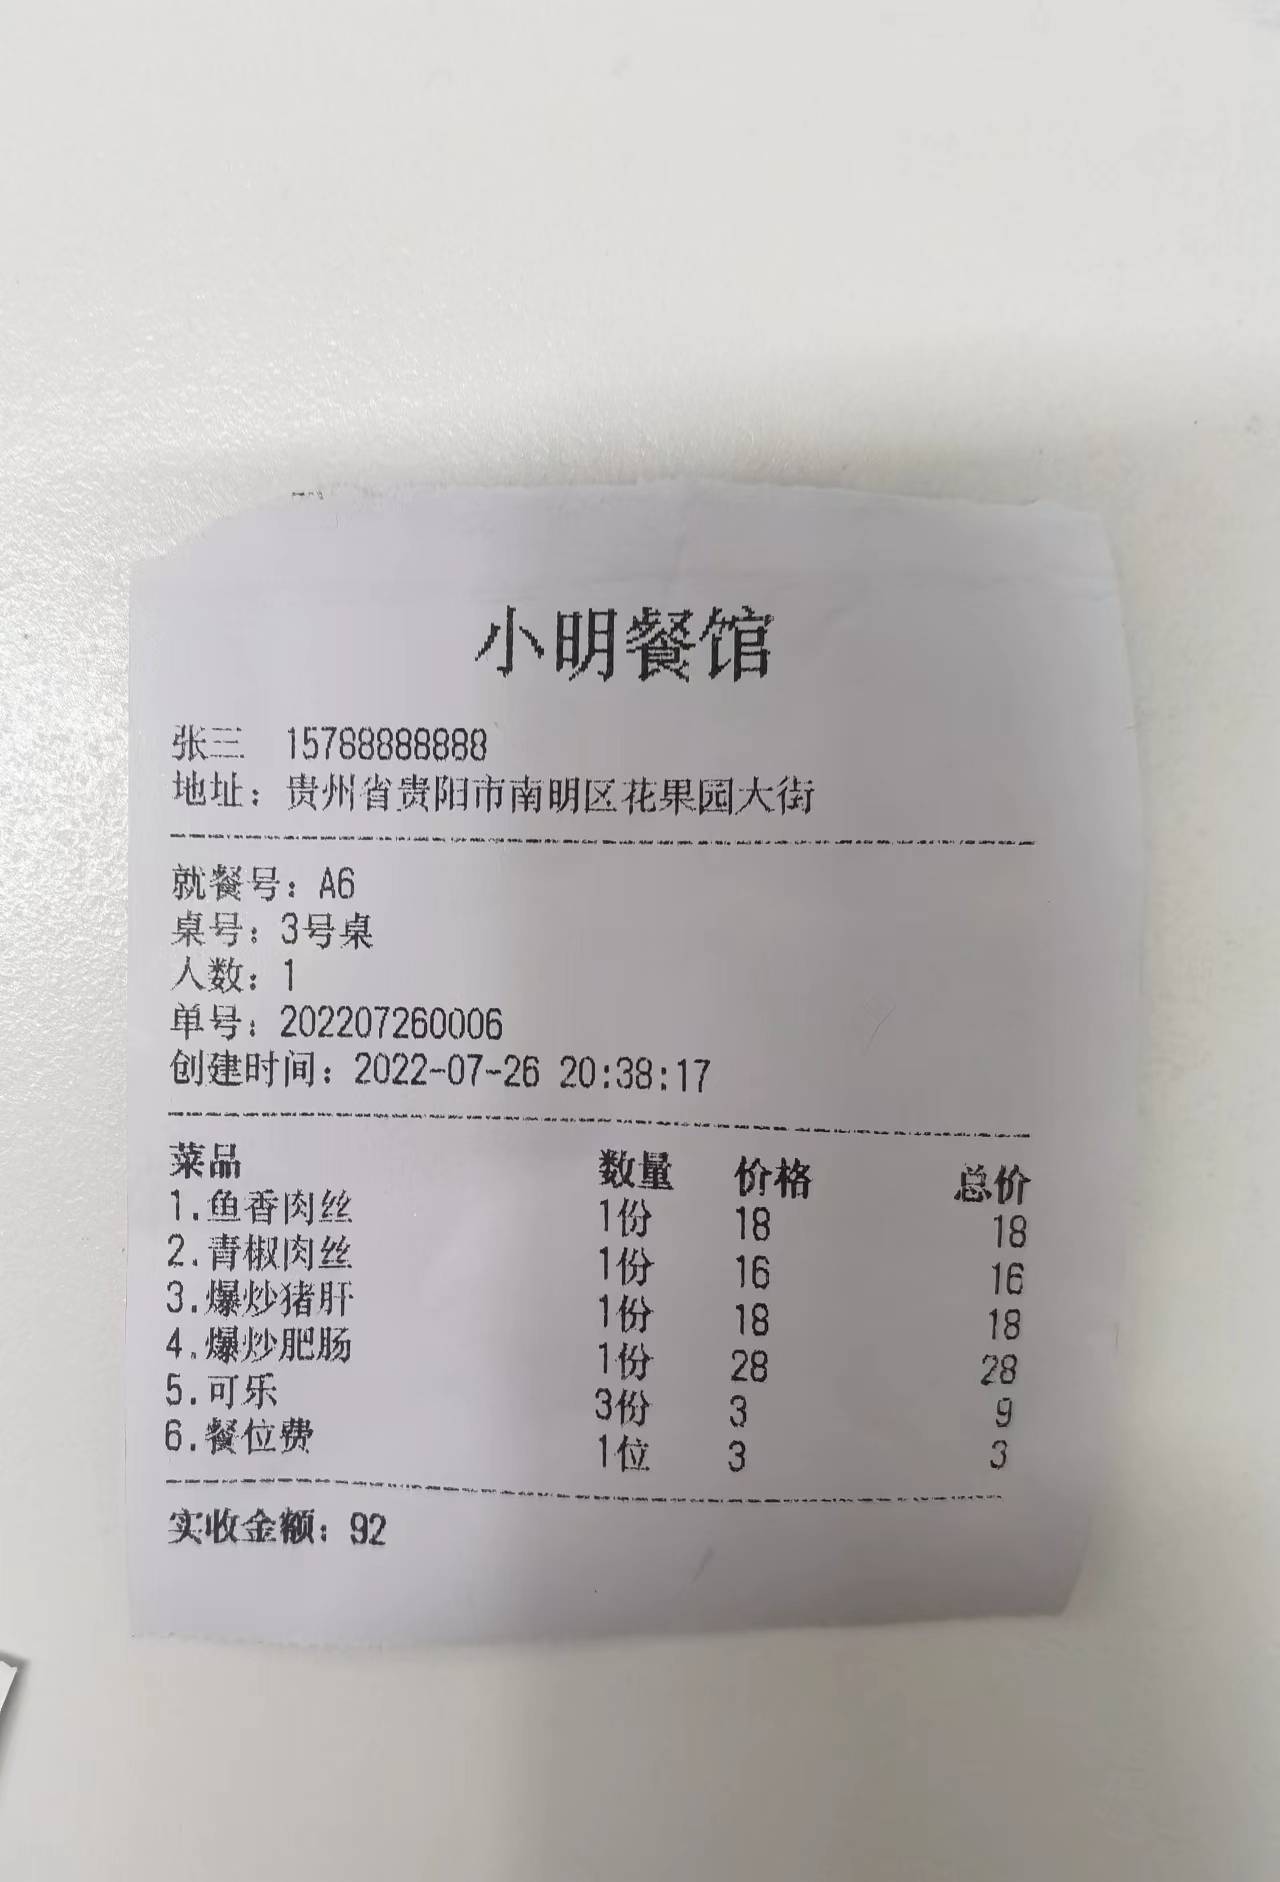 小明餐馆
张三 15788888888
地址：贵州省贵阳市南明区花果园大街
就餐号：A6
桌号：3号桌
人数：1
单号：202207260006
创建时间：2022-07-26 20:38:17
菜品 数量 价格 总价
1.鱼香肉丝 1份 18 18
2.青椒肉丝 1份 16 16
3.爆炒猪肝 1份 18 18
4.爆炒肥肠 1份 28 28
5.可乐 3份 3 9
6.餐位费 1位 3 3
实收金额：92